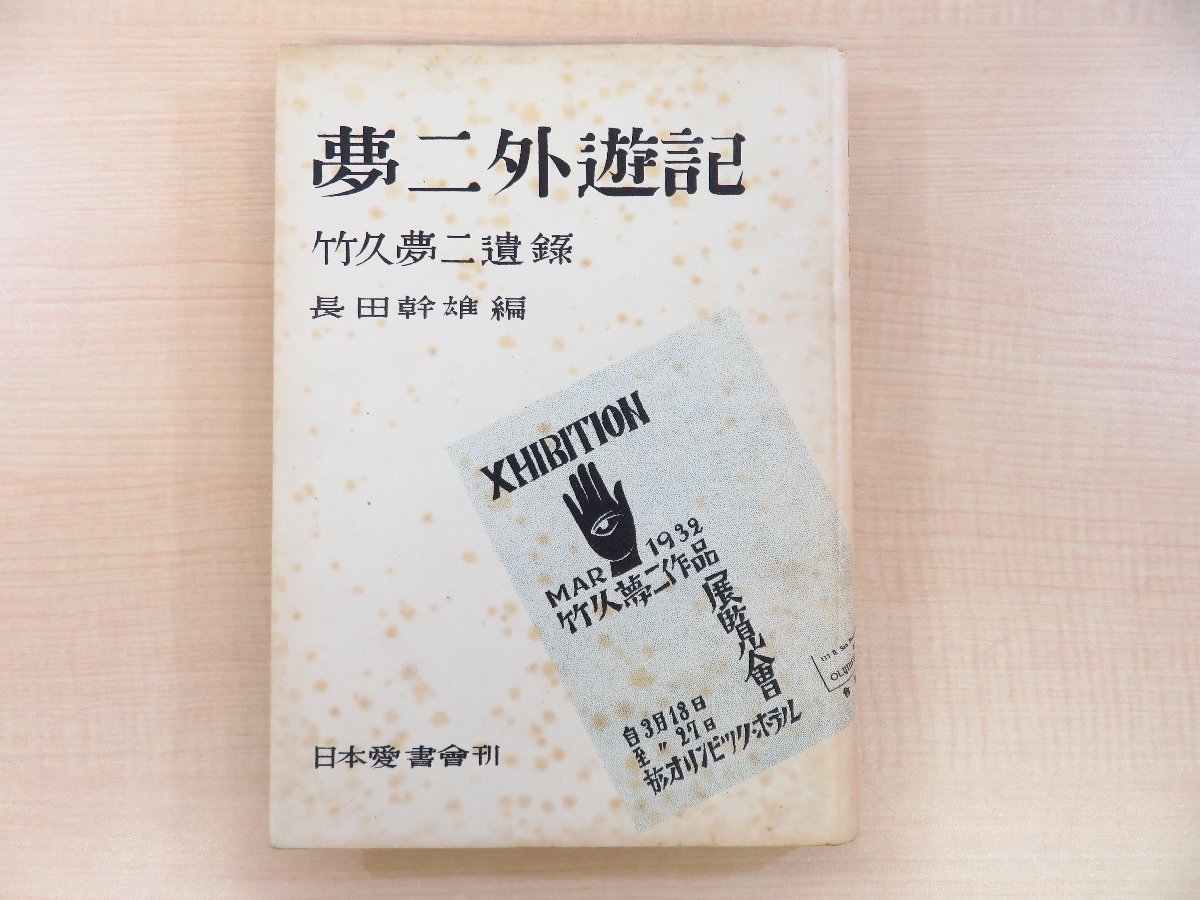 夢二外遊記
竹久夢二遺錄
長田幹雄編
XHIBITION
MAR 1932
竹久夢二作品
展覧會
自3月18日
至〃27日
於オリンピック・ホテル
日本愛書會刊